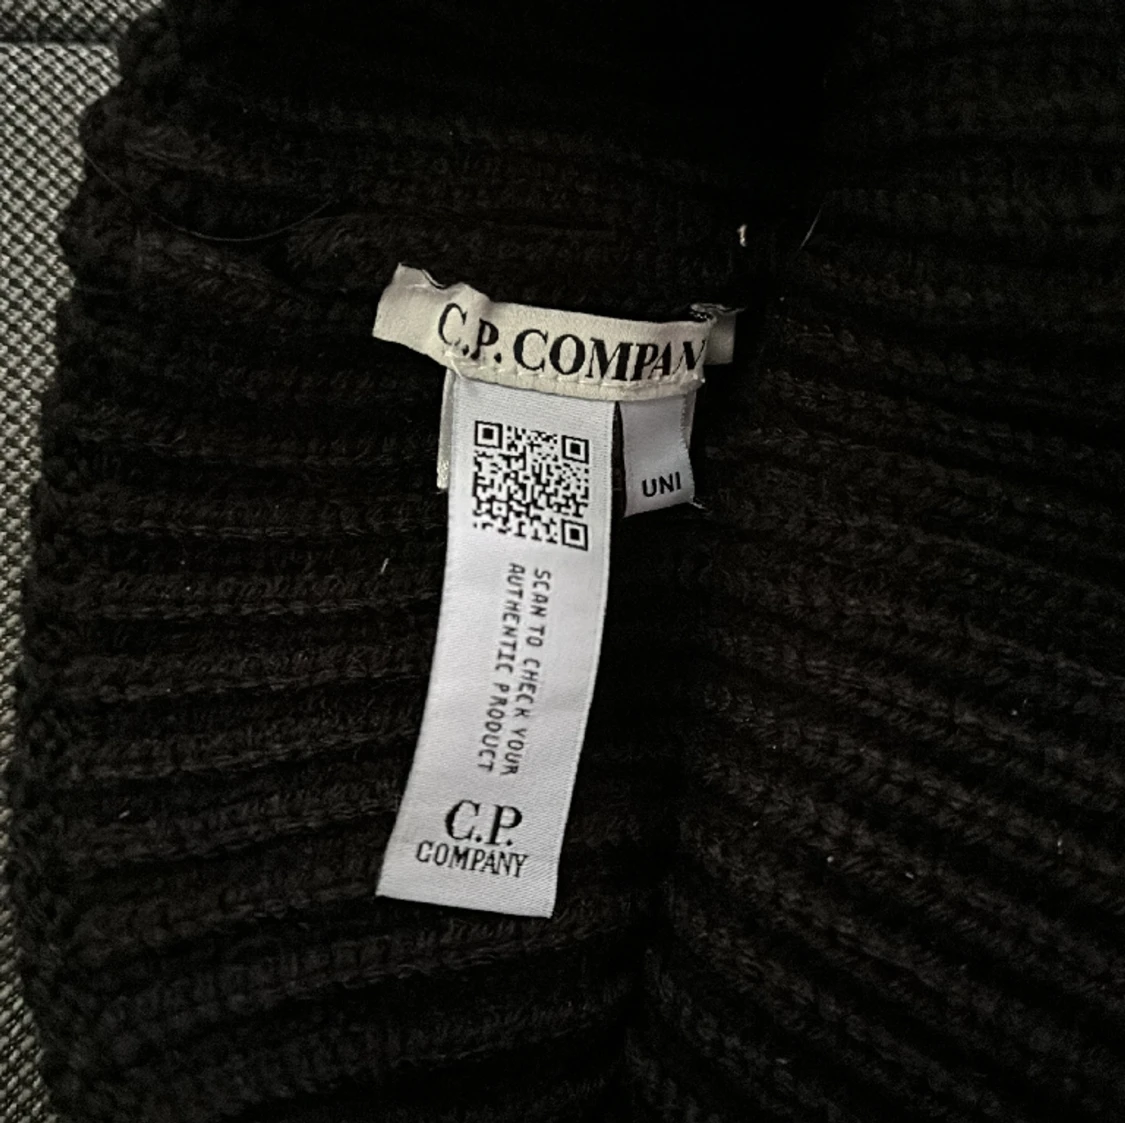 C.P. COMPAN
UNI
SCAN TO CHECK YOUR
AUTHENTIC PRODUCT
C.P.
COMPANY